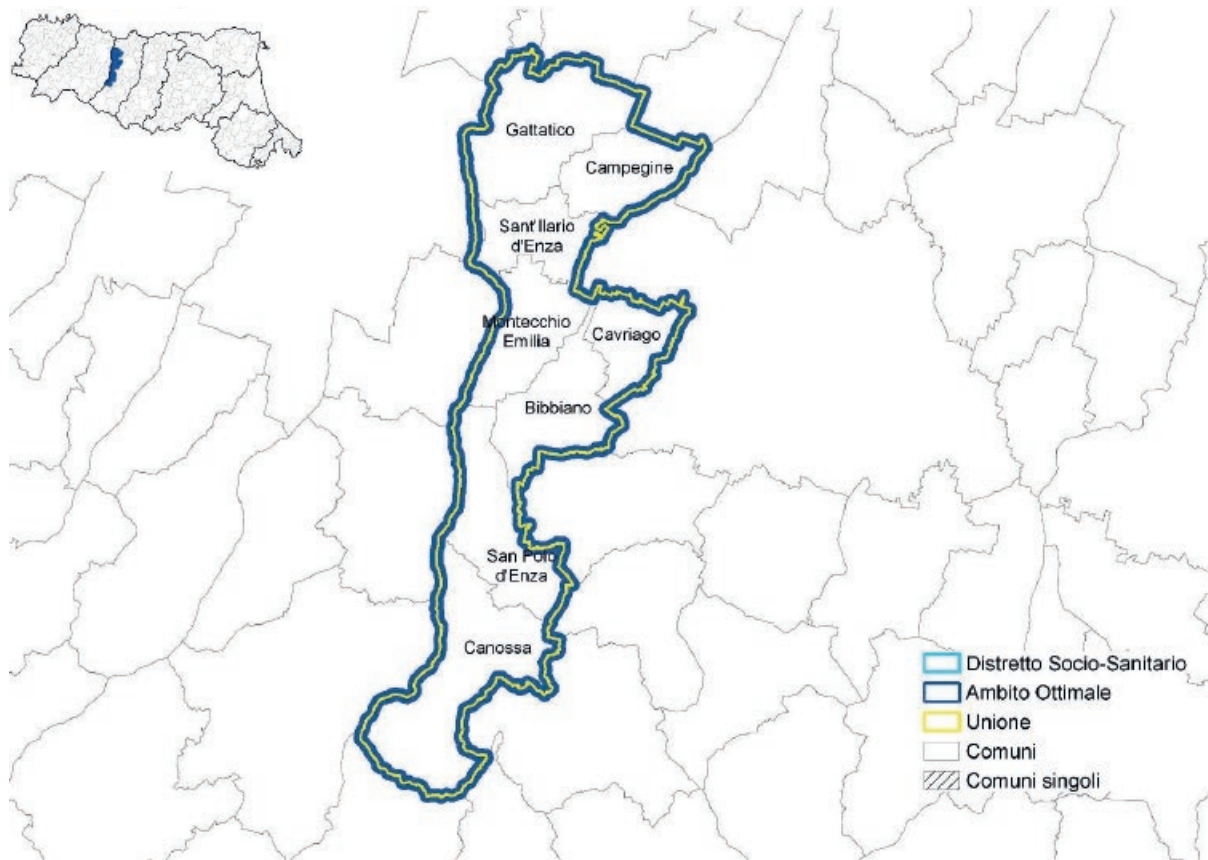 Gattatico
Campegine
Sant'Ilario
d'Enza
Montecchio
Emilia
Cavriago
Bibbiano
San Polo
d'Enza
Canossa
Distretto Socio-Sanitario
Ambito Ottimale
Unione
Comuni
Comuni singoli